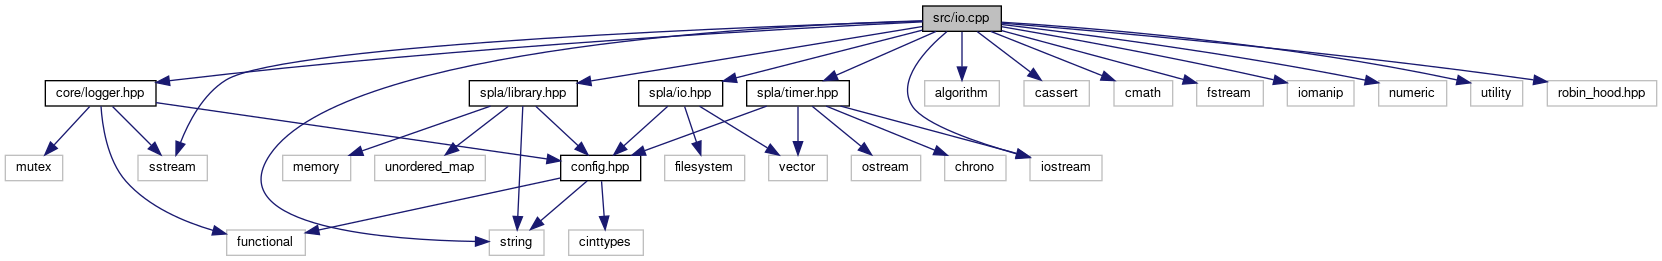 src/io.cpp
core/logger.hpp
spla/library.hpp
spla/io.hpp
spla/timer.hpp
algorithm
cassert
cmath
fstream
iomanip
numeric
utility
robin_hood.hpp
mutex
sstream
memory
unordered_map
config.hpp
filesystem
vector
ostream
chrono
iostream
functional
string
cinttypes